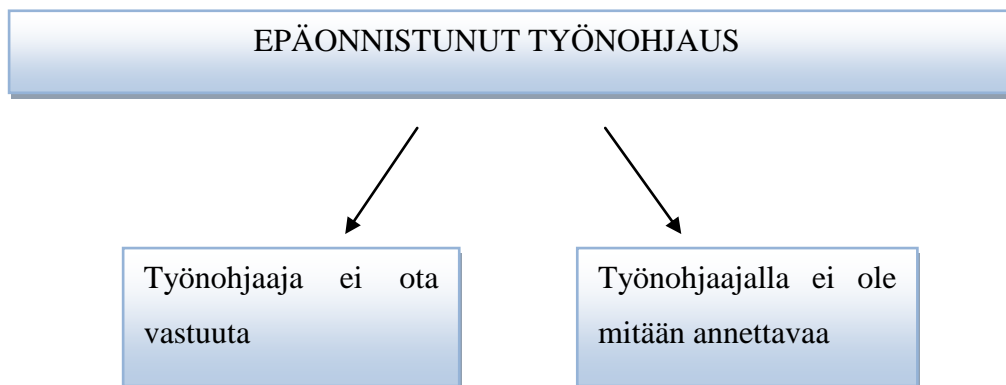 EPÄONNISTUNUT TYÖNOHJAUS
Työnohjaaja ei ota
vastuuta
Työnohjaajalla ei ole
mitään annettavaa